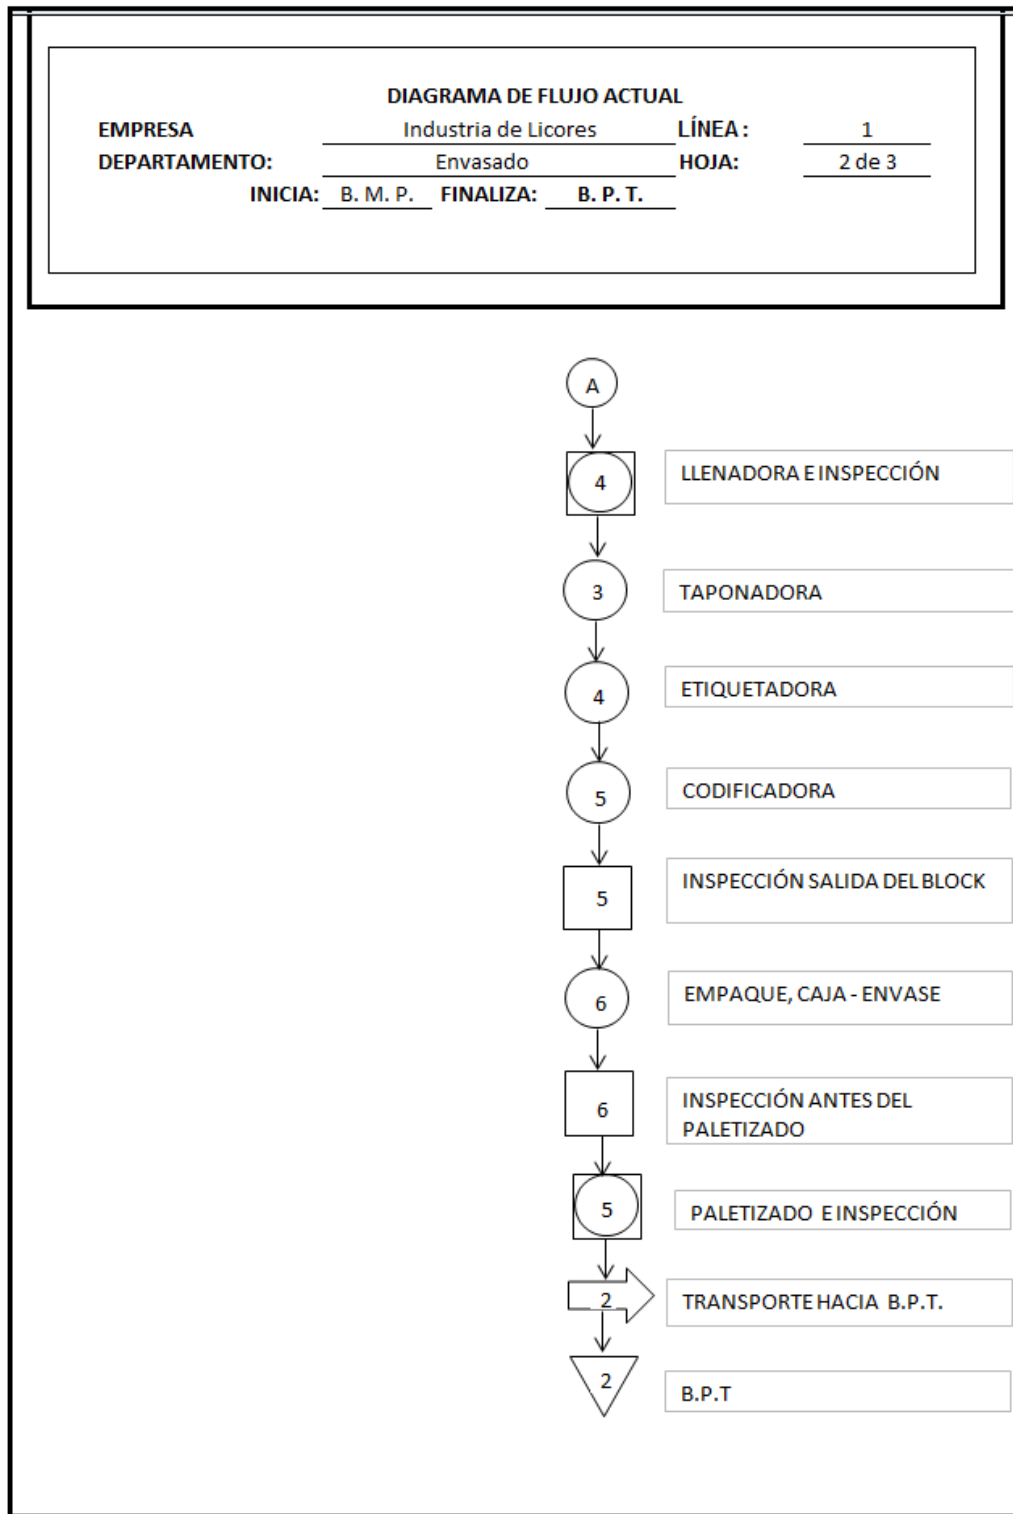 DIAGRAMA DE FLUJO ACTUAL
EMPRESA Industria de Licores LÍNEA : 1
DEPARTAMENTO: Envasado HOJA: 2 de 3
INICIA: B. M. P. FINALIZA: B. P. T.
A
4 LLENADORA E INSPECCIÓN
3 TAPONADORA
4 ETIQUETADORA
5 CODIFICADORA
5 INSPECCIÓN SALIDA DEL BLOCK
6 EMPAQUE, CAJA - ENVASE
6 INSPECCIÓN ANTES DEL
PALETIZADO
5 PALETIZADO E INSPECCIÓN
2 TRANSPORTE HACIA B.P.T.
2 B.P.T